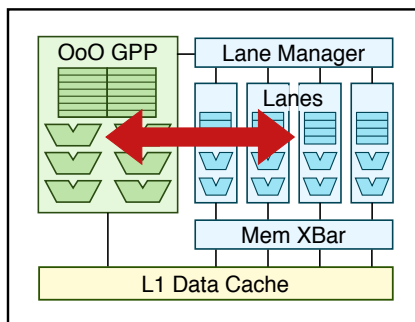 OoO GPP
Lane Manager
Lanes
Mem XBar
L1 Data Cache